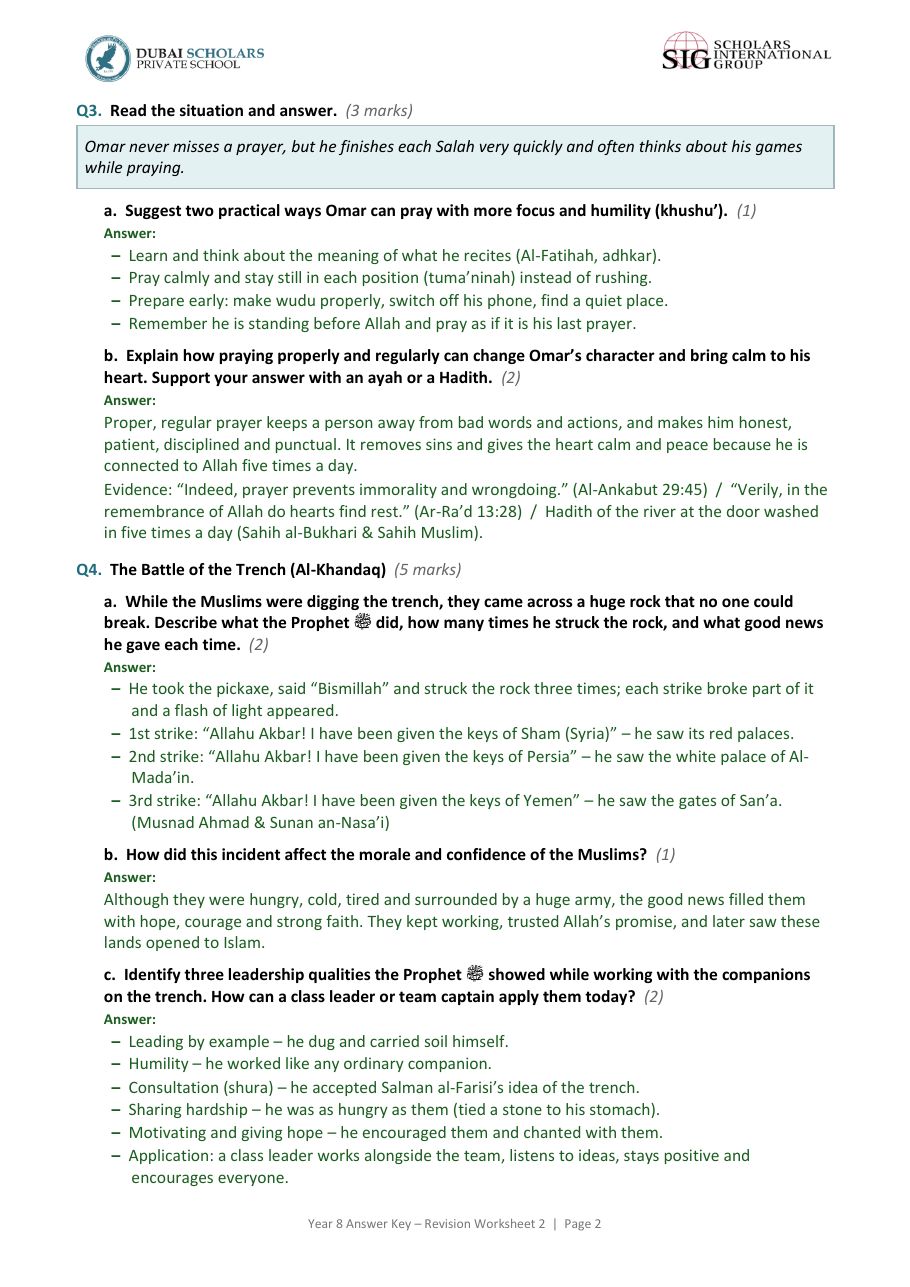 DUBAI SCHOLARS
PRIVATE SCHOOL
SIG SCHOLARS
INTERNATIONAL
GROUP
Q3. Read the situation and answer. (3 marks)
Omar never misses a prayer, but he finishes each Salah very quickly and often thinks about his games
while praying.
a. Suggest two practical ways Omar can pray with more focus and humility (khushu’). (1)
Answer:
– Learn and think about the meaning of what he recites (Al-Fatihah, adhkar).
– Pray calmly and stay still in each position (tuma’ninah) instead of rushing.
– Prepare early: make wudu properly, switch off his phone, find a quiet place.
– Remember he is standing before Allah and pray as if it is his last prayer.
b. Explain how praying properly and regularly can change Omar’s character and bring calm to his
heart. Support your answer with an ayah or a Hadith. (2)
Answer:
Proper, regular prayer keeps a person away from bad words and actions, and makes him honest,
patient, disciplined and punctual. It removes sins and gives the heart calm and peace because he is
connected to Allah five times a day.
Evidence: “Indeed, prayer prevents immorality and wrongdoing.” (Al-Ankabut 29:45) / “Verily, in the
remembrance of Allah do hearts find rest.” (Ar-Ra’d 13:28) / Hadith of the river at the door washed
in five times a day (Sahih al-Bukhari & Sahih Muslim).
Q4. The Battle of the Trench (Al-Khandaq) (5 marks)
a. While the Muslims were digging the trench, they came across a huge rock that no one could
break. Describe what the Prophet ﷺ did, how many times he struck the rock, and what good news
he gave each time. (2)
Answer:
– He took the pickaxe, said “Bismillah” and struck the rock three times; each strike broke part of it
and a flash of light appeared.
– 1st strike: “Allahu Akbar! I have been given the keys of Sham (Syria)” – he saw its red palaces.
– 2nd strike: “Allahu Akbar! I have been given the keys of Persia” – he saw the white palace of Al-
Mada’in.
– 3rd strike: “Allahu Akbar! I have been given the keys of Yemen” – he saw the gates of San’a.
(Musnad Ahmad & Sunan an-Nasa’i)
b. How did this incident affect the morale and confidence of the Muslims? (1)
Answer:
Although they were hungry, cold, tired and surrounded by a huge army, the good news filled them
with hope, courage and strong faith. They kept working, trusted Allah’s promise, and later saw these
lands opened to Islam.
c. Identify three leadership qualities the Prophet ﷺ showed while working with the companions
on the trench. How can a class leader or team captain apply them today? (2)
Answer:
– Leading by example – he dug and carried soil himself.
– Humility – he worked like any ordinary companion.
– Consultation (shura) – he accepted Salman al-Farisi’s idea of the trench.
– Sharing hardship – he was as hungry as them (tied a stone to his stomach).
– Motivating and giving hope – he encouraged them and chanted with them.
– Application: a class leader works alongside the team, listens to ideas, stays positive and
encourages everyone.
Year 8 Answer Key – Revision Worksheet 2 | Page 2